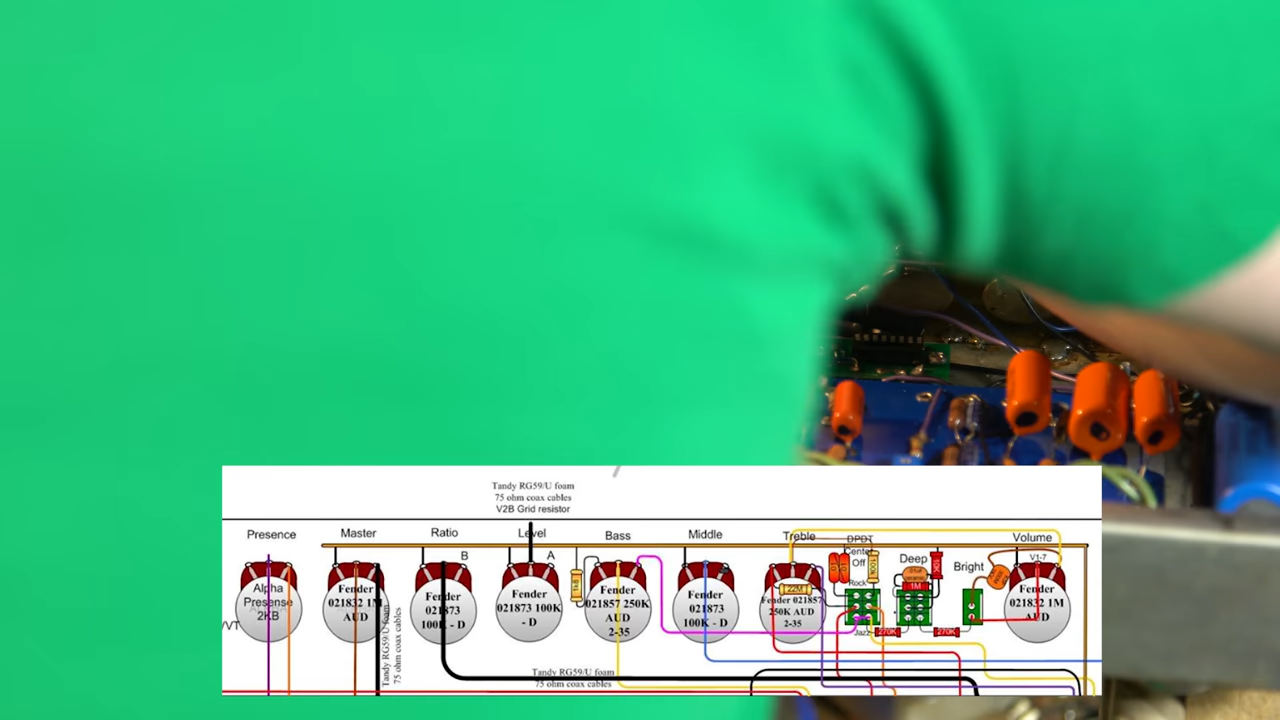 Tandy RG59/U foam
75 ohm coax cables
V2B Grid resistor
Presence
Master
Ratio
Level
Bass
Middle
Treble
DPDT
Center
Off
Deep
Bright
Volume
B
A
V1-7
Rock
Jazz
/VT
Alpha
Presense
2KB
Fender
021832 1M
AUD
Tandy RG59/U foam
75 ohm coax cables
Fender
021873
100K - D
Fender
021873 100K
- D
Fender
021857 250K
AUD
2-35
Fender
021873
100K - D
22M
Fender 021857
250K AUD
2-35
100K
1M
10K
270K
270K
Fender
021832 1M
AUD
Tandy RG59/U foam
75 ohm coax cables